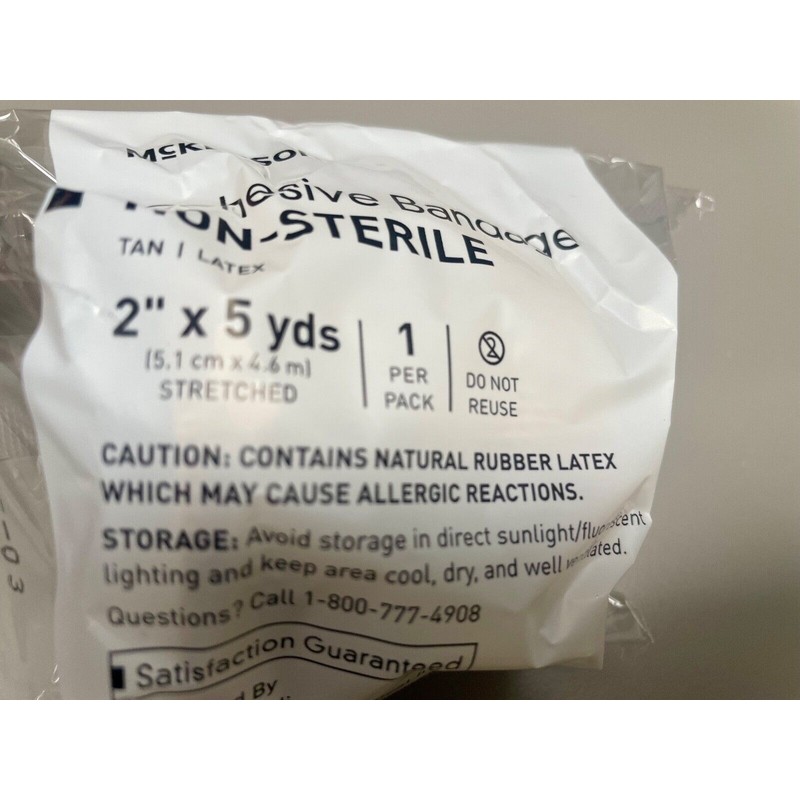 hesive Bandage
NON-STERILE
TAN | LATEX
2" x 5 yds
(5.1 cm x 4.6 m)
STRETCHED
1
PER
PACK
DO NOT
REUSE
CAUTION: CONTAINS NATURAL RUBBER LATEX
WHICH MAY CAUSE ALLERGIC REACTIONS.
STORAGE: Avoid storage in direct sunlight/fluorescent
lighting and keep area cool, dry, and well ventilated.
Questions? Call 1-800-777-4908
Satisfaction Guaranteed
By